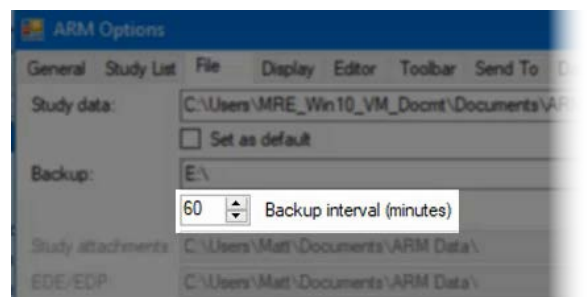 ARM Options
General Study List File Display Editor Toolbar Send To
Study data: C:\Users\MRE_Win10_VM_Docmt\Documents\AR
Set as default
Backup: E:\
60 Backup interval (minutes)
Study attachments C:\Users\Matt\Documents\ARM Data\
EDE/EDP: C:\Users\Matt\Documents\ARM Data\